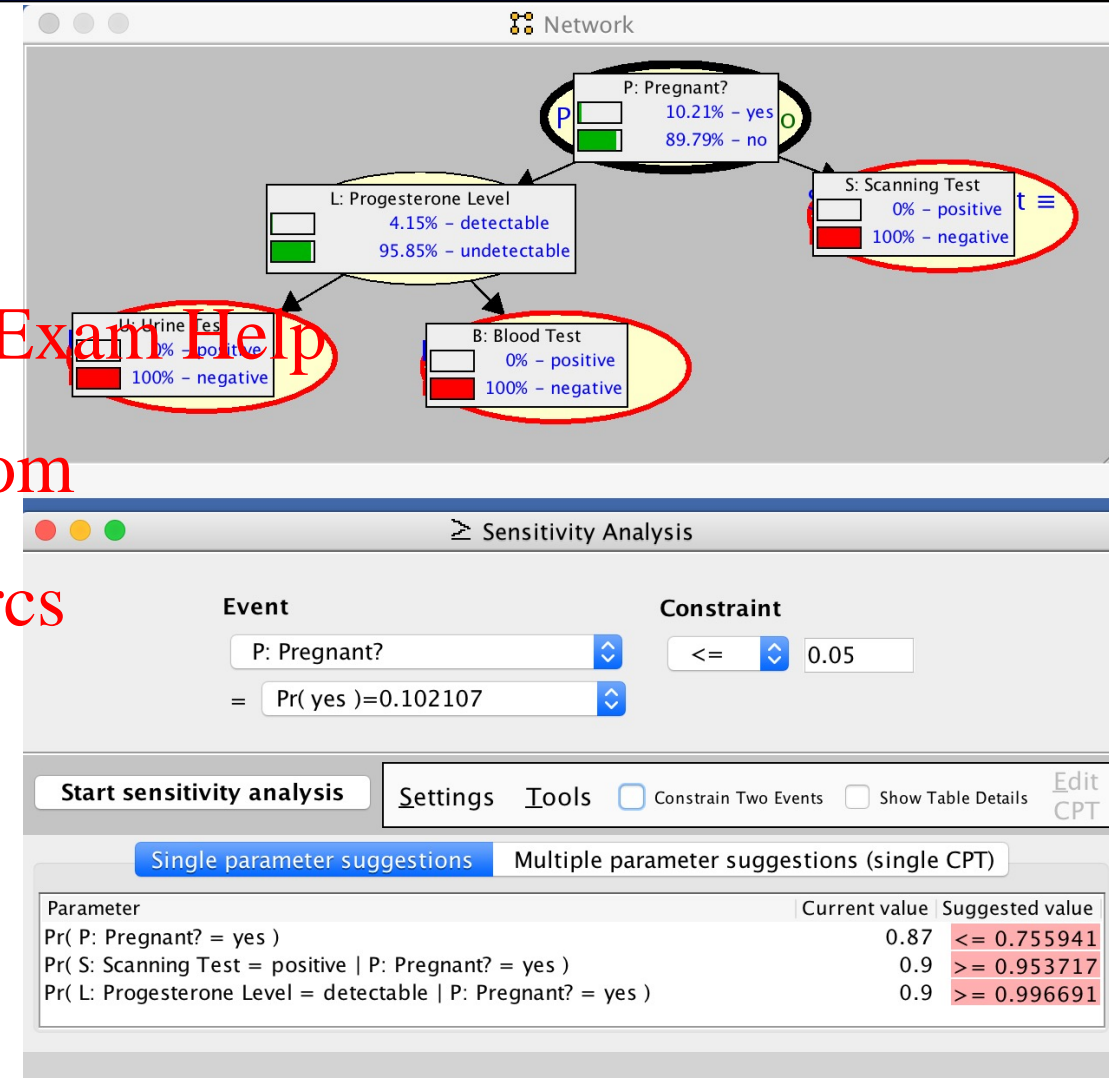 Network
P: Pregnant?
10.21% – yes
89.79% – no
L: Progesterone Level
4.15% – detectable
95.85% – undetectable
S: Scanning Test
0% – positive
100% – negative
t ≡
U: Urine Test
0% – positive
100% – negative
Exam Help
B: Blood Test
0% – positive
100% – negative
om
≥ Sensitivity Analysis
rcs
Event Constraint
P: Pregnant? <= 0.05
= Pr( yes )=0.102107
Start sensitivity analysis Settings Tools Constrain Two Events Show Table Details Edit CPT
Single parameter suggestions Multiple parameter suggestions (single CPT)
Parameter Current value Suggested value
Pr( P: Pregnant? = yes ) 0.87 <= 0.755941
Pr( S: Scanning Test = positive | P: Pregnant? = yes ) 0.9 >= 0.953717
Pr( L: Progesterone Level = detectable | P: Pregnant? = yes ) 0.9 >= 0.996691